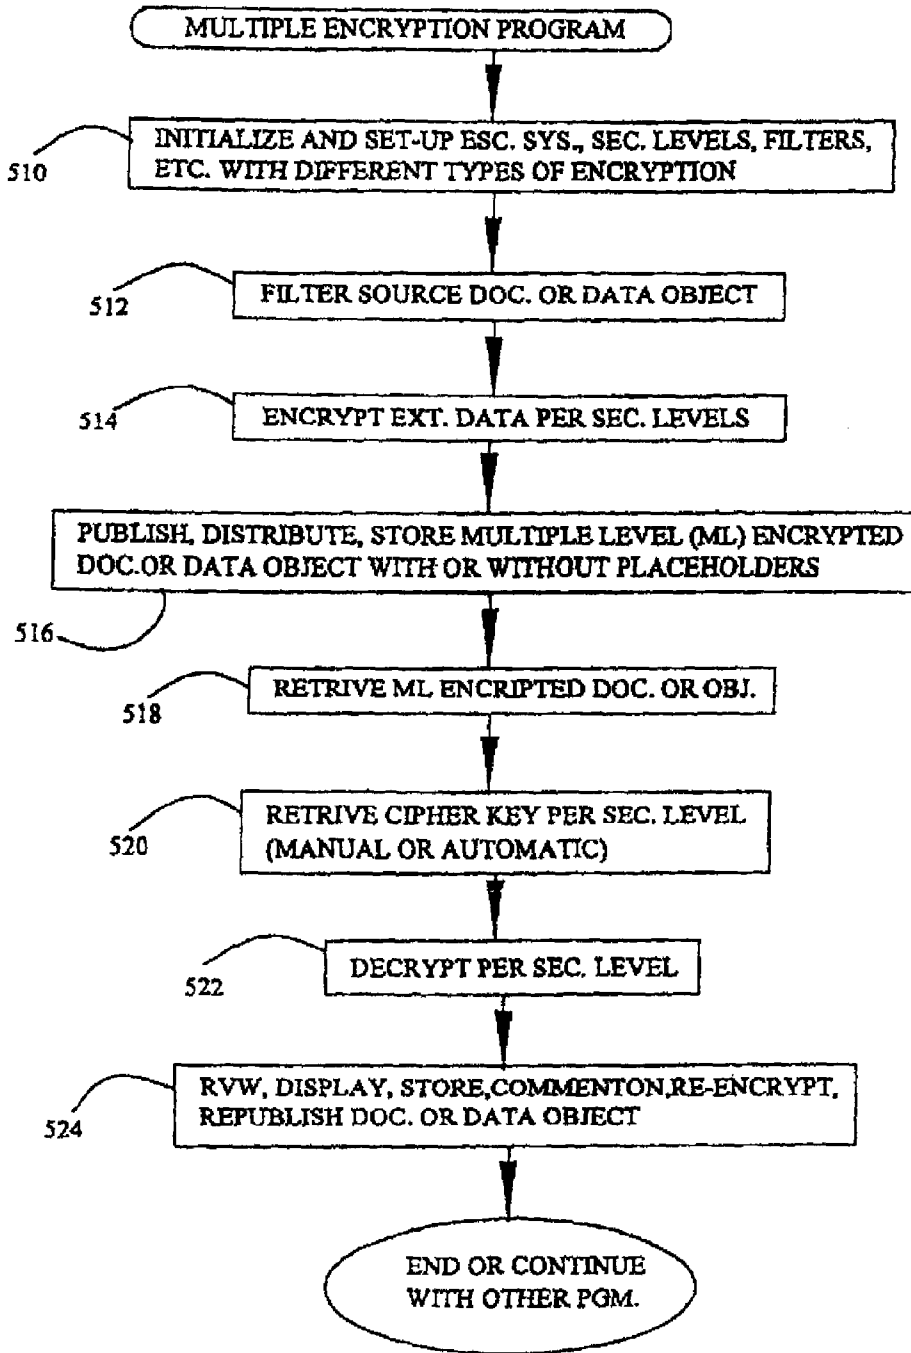 MULTIPLE ENCRYPTION PROGRAM
INITIALIZE AND SET-UP ESC. SYS., SEC. LEVELS, FILTERS,
ETC. WITH DIFFERENT TYPES OF ENCRYPTION
510
FILTER SOURCE DOC. OR DATA OBJECT
512
ENCRYPT EXT. DATA PER SEC. LEVELS
514
PUBLISH, DISTRIBUTE, STORE MULTIPLE LEVEL (ML) ENCRYPTED
DOC.OR DATA OBJECT WITH OR WITHOUT PLACEHOLDERS
516
RETRIVE ML ENCRIPTED DOC. OR OBJ.
518
RETRIVE CIPHER KEY PER SEC. LEVEL
(MANUAL OR AUTOMATIC)
520
DECRYPT PER SEC. LEVEL
522
RVW, DISPLAY, STORE,COMMENTON,RE-ENCRYPT,
REPUBLISH DOC. OR DATA OBJECT
524
END OR CONTINUE
WITH OTHER PGM.